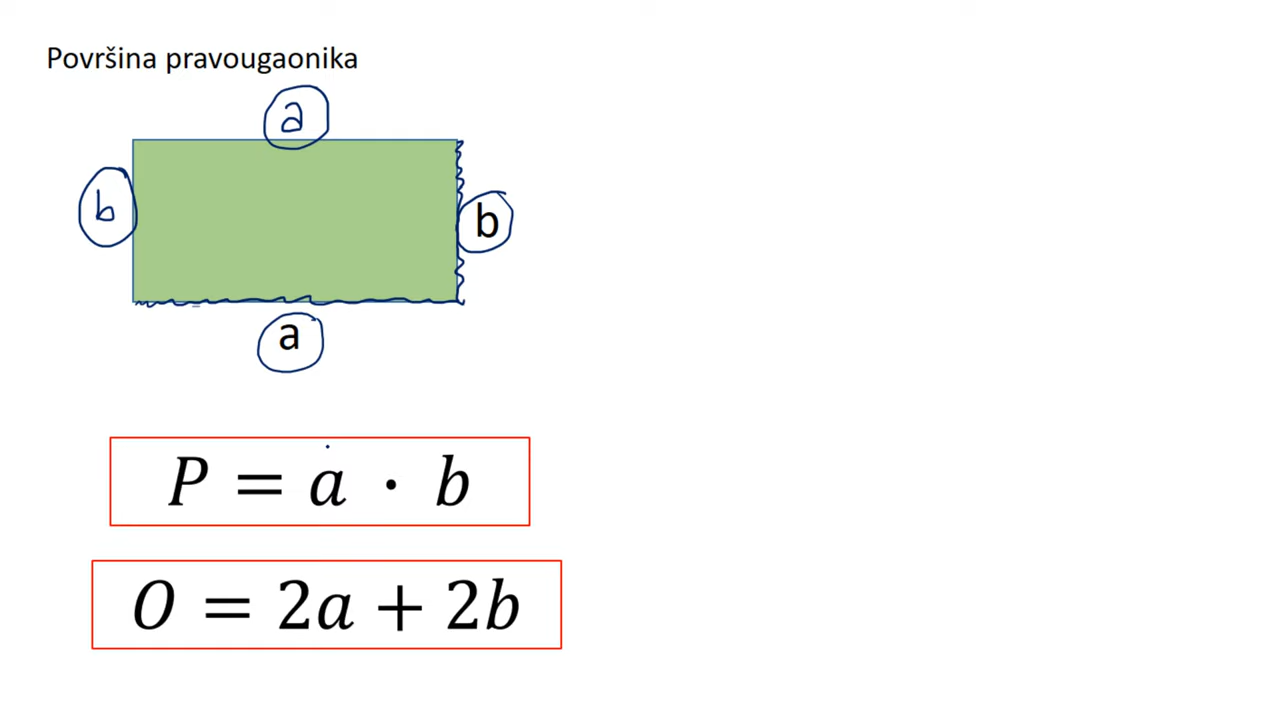 Površina pravougaonika
a
b
b
a
P = a · b
O = 2a + 2b